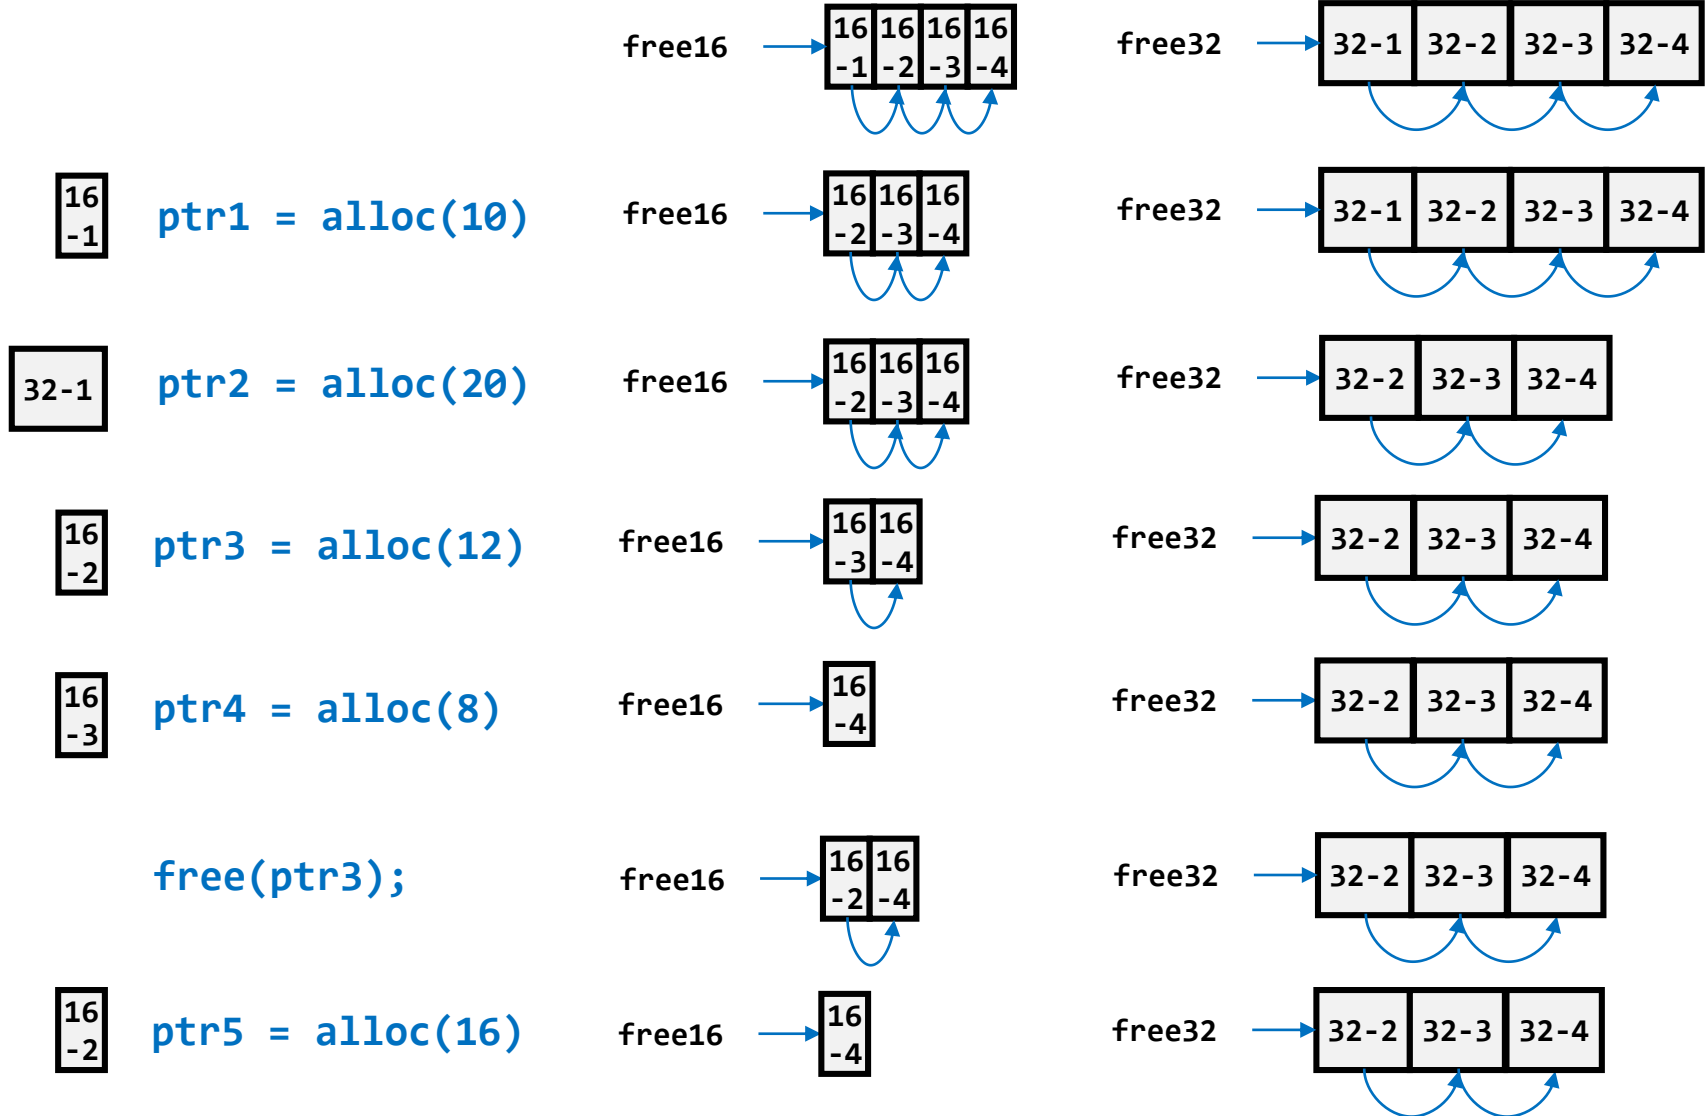 free16
16 16 16 16
-1 -2 -3 -4
free32
32-1 32-2 32-3 32-4
16
-1
ptr1 = alloc(10)
free16
16 16 16
-2 -3 -4
free32
32-1 32-2 32-3 32-4
32-1
ptr2 = alloc(20)
free16
16 16 16
-2 -3 -4
free32
32-2 32-3 32-4
16
-2
ptr3 = alloc(12)
free16
16 16
-3 -4
free32
32-2 32-3 32-4
16
-3
ptr4 = alloc(8)
free16
16
-4
free32
32-2 32-3 32-4
free(ptr3);
free16
16 16
-2 -4
free32
32-2 32-3 32-4
16
-2
ptr5 = alloc(16)
free16
16
-4
free32
32-2 32-3 32-4